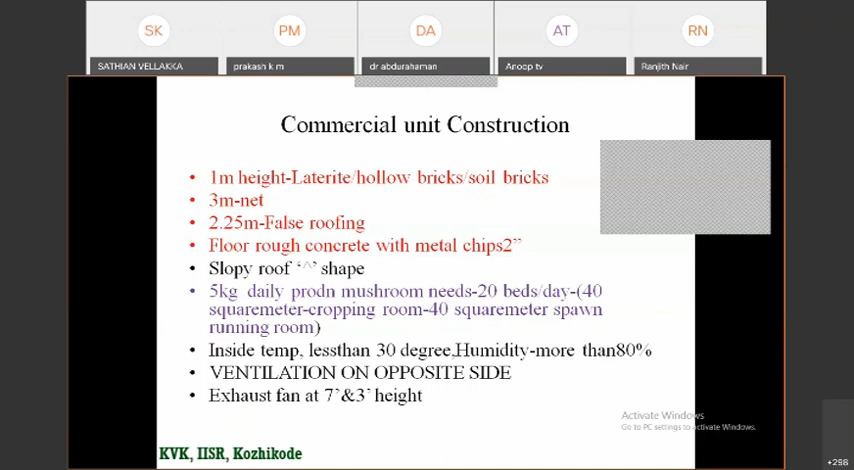 SK
PM
DA
AT
RN
SATHIAN VELLAKKA
prakash k m
dr abdurahaman
Anoop tv
Ranjith Nair
Commercial unit Construction
• 1m height-Laterite/hollow bricks/soil bricks
• 3m-net
• 2.25m-False roofing
• Floor rough concrete with metal chips2”
• Slopy roof ‘^’ shape
• 5kg daily prodn mushroom needs-20 beds/day-(40
squaremeter-cropping room-40 squaremeter spawn
running room)
• Inside temp, lessthan 30 degree,Humidity-more than80%
• VENTILATION ON OPPOSITE SIDE
• Exhaust fan at 7’&3’ height
Activate Windows
Go to PC settings to activate Windows.
KVK, IISR, Kozhikode
+298